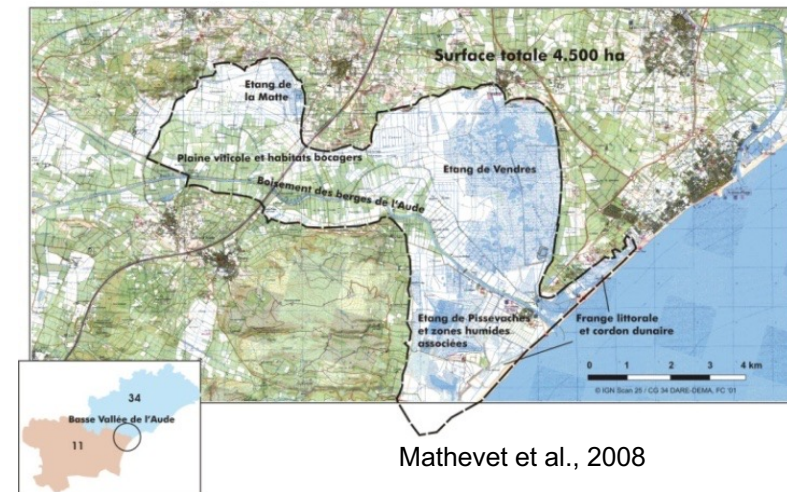 Surface totale 4.500 ha
Etang de
la Matte
Plaine viticole et habitats bocagers
Etang de Vendres
Boisement des berges de l'Aude
Etang de Pissevaches
et zones humides
associées
Frange littorale
et cordon dunaire
0 1 2 3 4 km
© IGN Scan 25 / CG 34 DARE-DEMA, FC '01
34
Basse Vallée de l'Aude
11
Mathevet et al., 2008